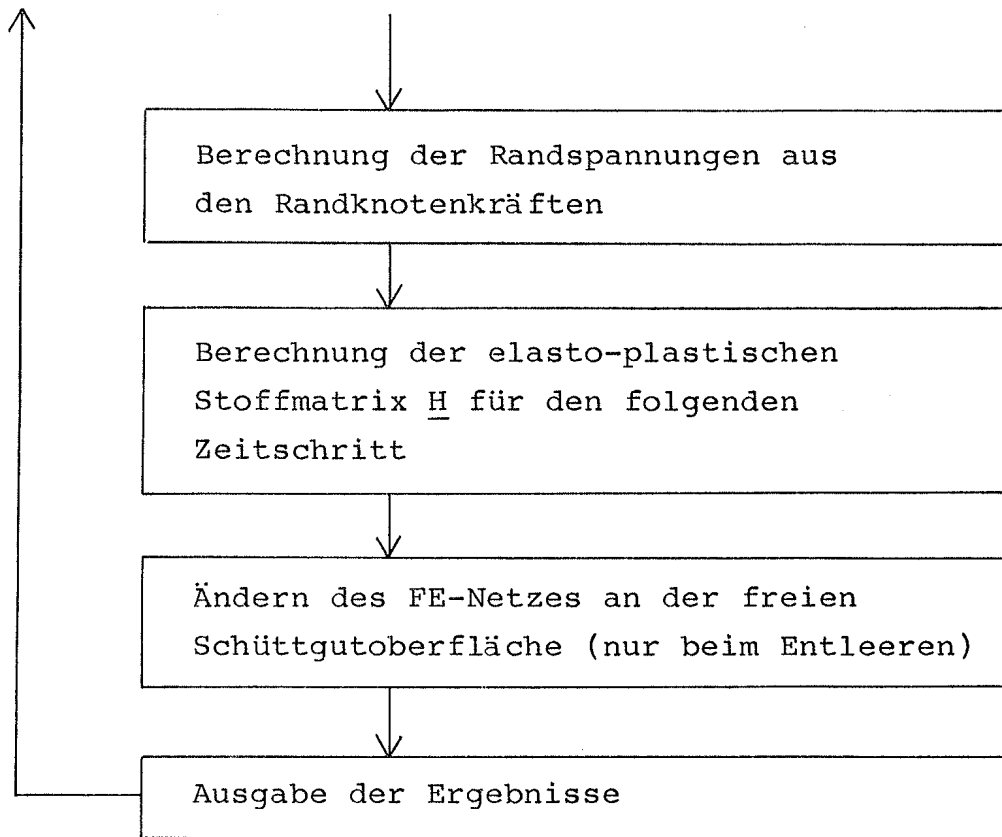 Berechnung der Randspannungen aus
den Randknotenkräften
Berechnung der elasto-plastischen
Stoffmatrix H für den folgenden
Zeitschritt
Ändern des FE-Netzes an der freien
Schüttgutoberfläche (nur beim Entleeren)
Ausgabe der Ergebnisse